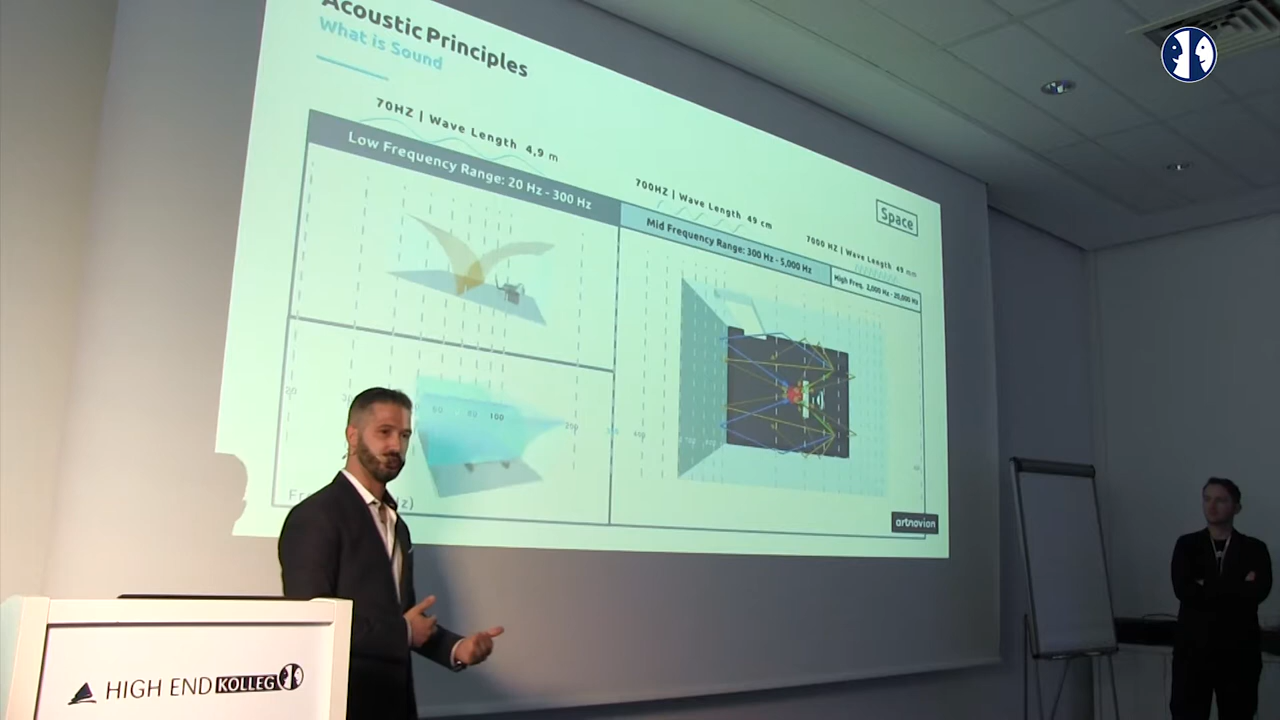 Acoustic Principles
What is Sound
70HZ | Wave Length 4,9 m
Low Frequency Range: 20 Hz - 300 Hz
700HZ | Wave Length 49 cm
Mid Frequency Range: 300 Hz - 5,000 Hz
Space
7000 HZ | Wave Length 49 mm
High Freq. 2,000 Hz - 20,000 Hz
20
100
200
400
artnovion
HIGH END KOLLEG